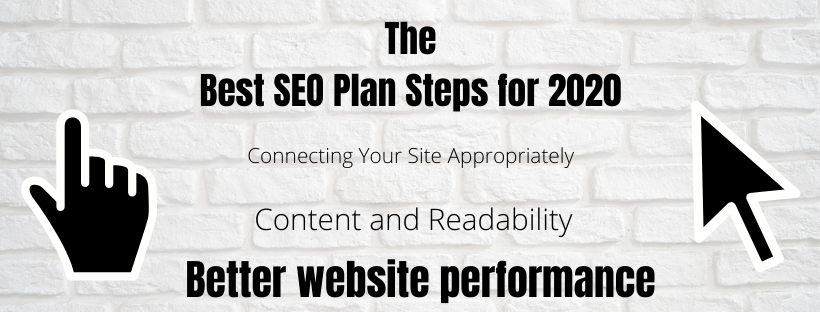 The
Best SEO Plan Steps for 2020
Connecting Your Site Appropriately
Content and Readability
Better website performance